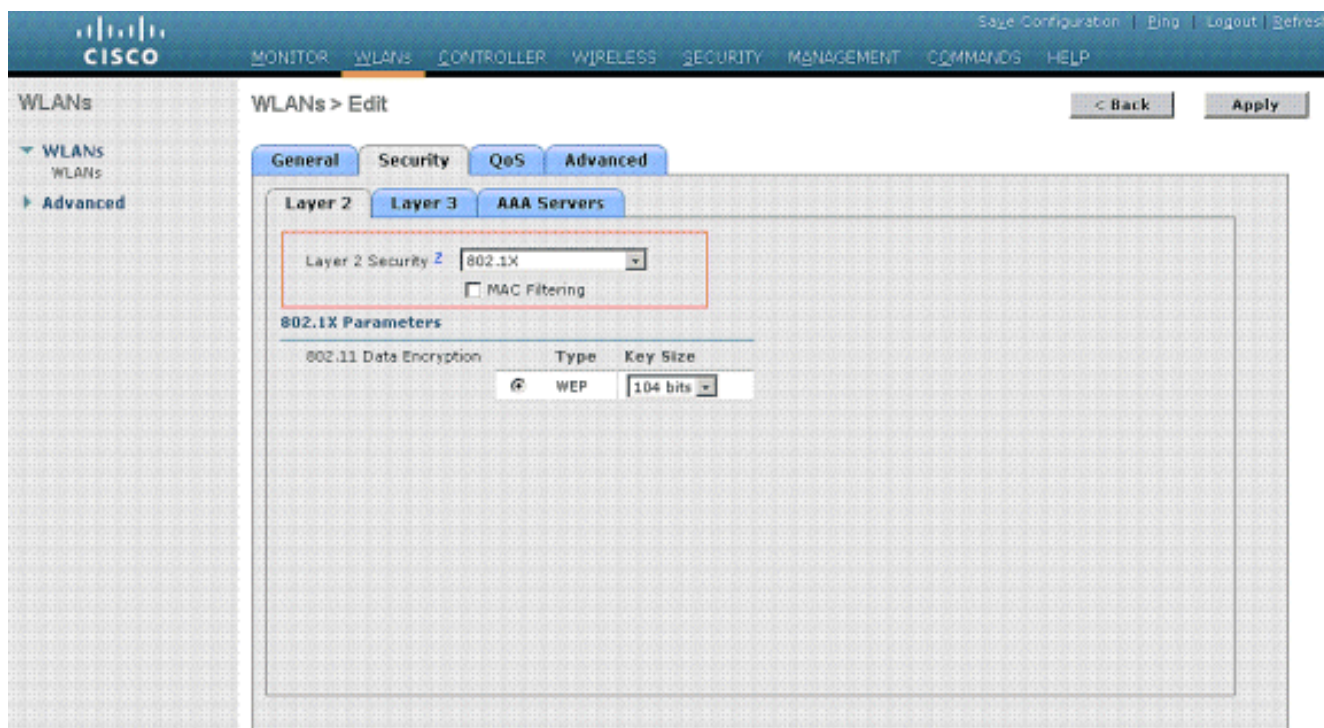 Save Configuration | Ping | Logout | Refresh
CISCO
MONITOR WLANs CONTROLLER WIRELESS SECURITY MANAGEMENT COMMANDS HELP
WLANs
WLANs > Edit
< Back Apply
WLANs
WLANs
Advanced
General Security QoS Advanced
Layer 2 Layer 3 AAA Servers
Layer 2 Security 2 802.1X
MAC Filtering
802.1X Parameters
802.11 Data Encryption Type Key Size
WEP 104 bits